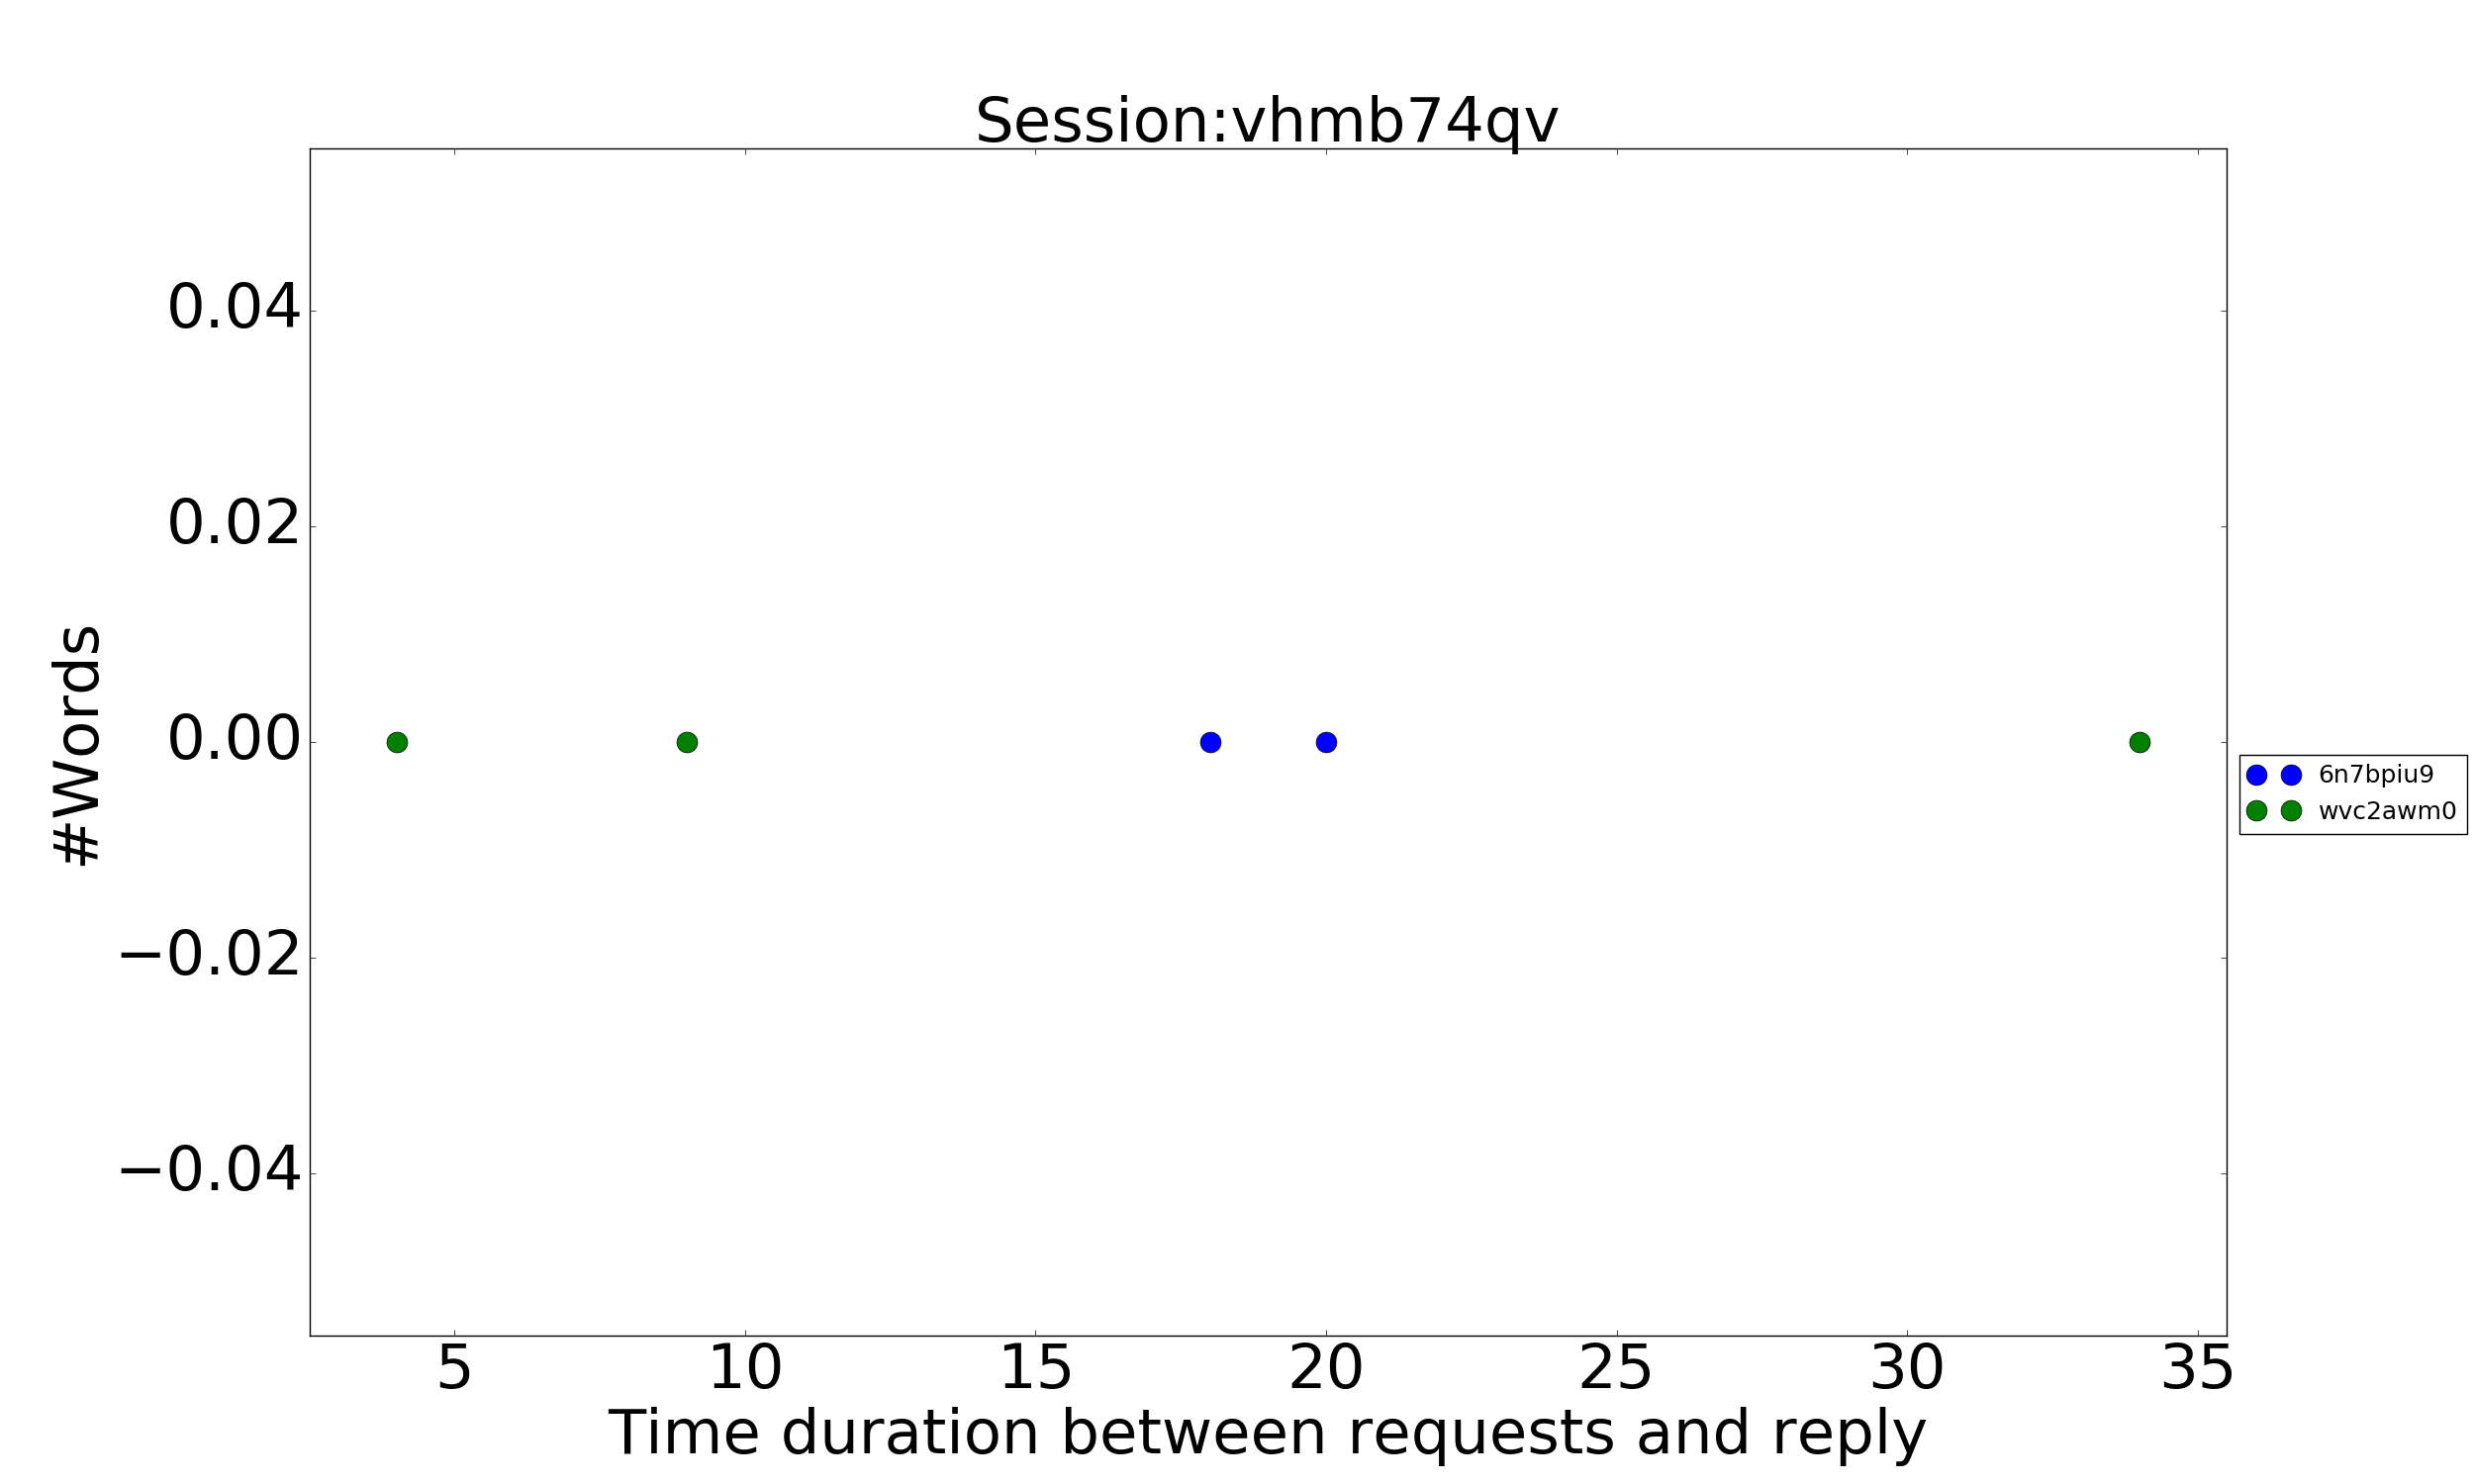 Session:vhmb74qv
#Words
0.04
0.02
0.00
−0.02
−0.04
5 10 15 20 25 30 35
Time duration between requests and reply
6n7bpiu9
wvc2awm0